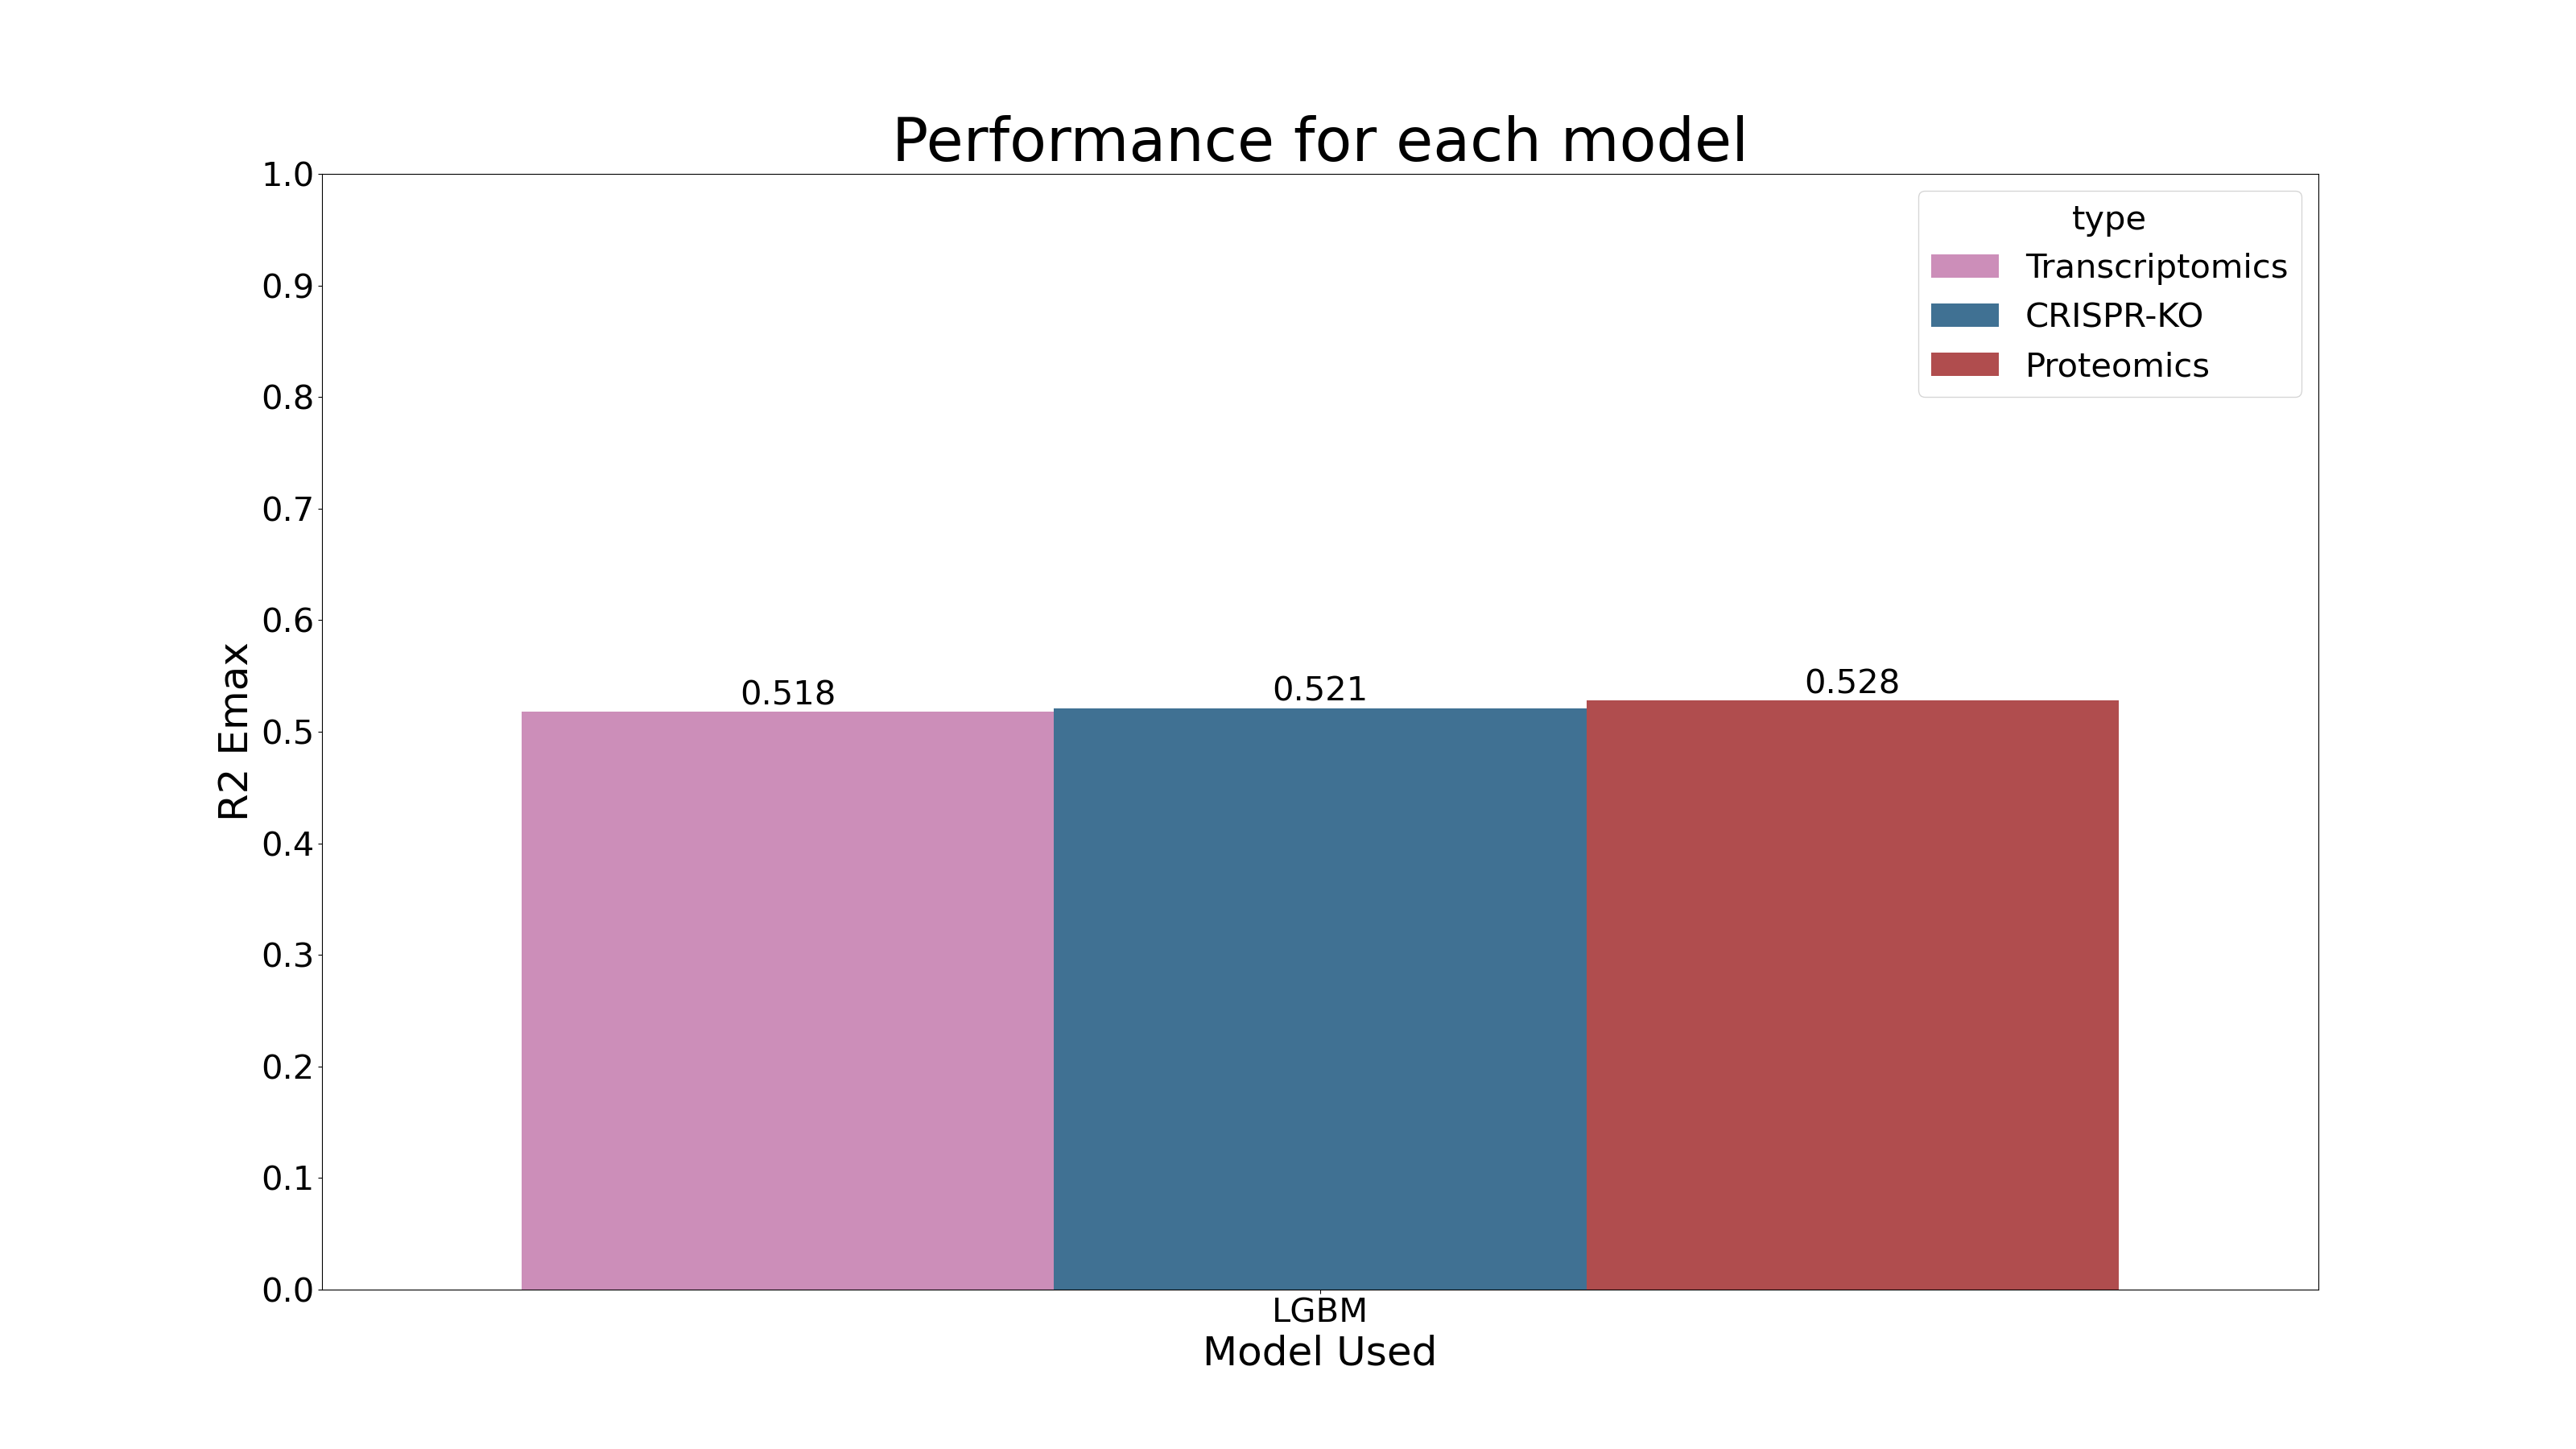 Performance for each model
1.0
0.9
0.8
0.7
0.6
0.5
0.4
0.3
0.2
0.1
0.0
R2 Emax
type
Transcriptomics
CRISPR-KO
Proteomics
0.518
0.521
0.528
LGBM
Model Used